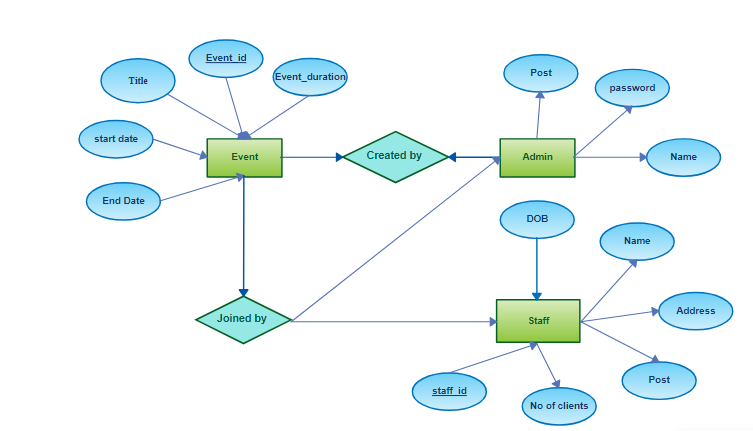 Event_id
Title
Event_duration
Post
password
start date
Event
Created by
Admin
Name
End Date
DOB
Name
Joined by
Staff
Address
Post
staff_id
No of clients